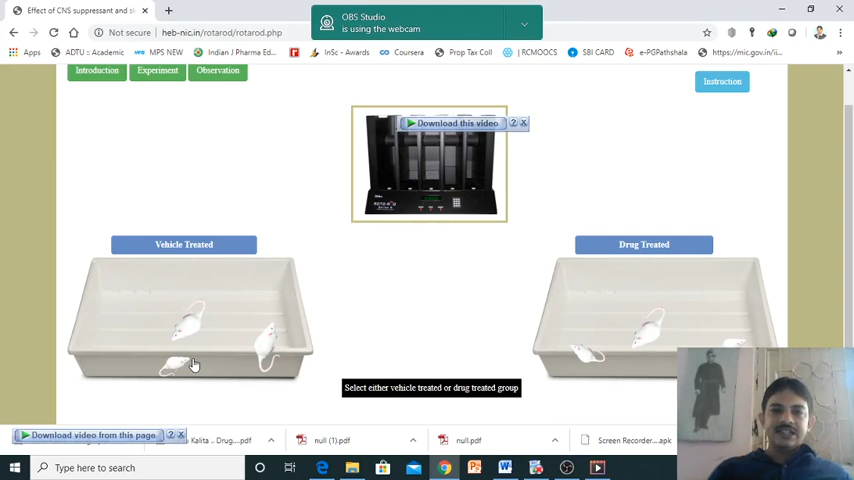 Effect of CNS suppressant and sk
OBS Studio
is using the webcam
Not secure
heb-nic.in/rotarod/rotarod.php
Apps
ADTU :: Academic
MPS NEW
Indian J Pharma Ed..
InSc - Awards
Coursera
Prop Tax Coll
RCMOOCS
SBI CARD
e-PGPathshala
https://mic.gov.in/ii...
Introduction
Experiment
Observation
Instruction
Download this video
?
X
Vehicle Treated
Drug Treated
Select either vehicle treated or drug treated group
Download video from this page
?
X
Kalita .. Drug....pdf
null (1).pdf
null.pdf
Screen Recorder....apk
Type here to search